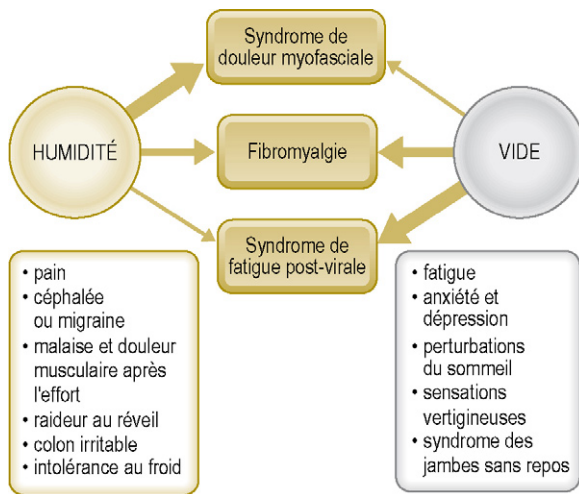 Syndrome de
douleur myofasciale
HUMIDITÉ
Fibromyalgie
VIDE
Syndrome de
fatigue post-virale
• pain
• céphalée
ou migraine
• malaise et douleur
musculaire après
l'effort
• raideur au réveil
• colon irritable
• intolérance au froid
• fatigue
• anxiété et
dépression
• perturbations
du sommeil
• sensations
vertigineuses
• syndrome des
jambes sans repos